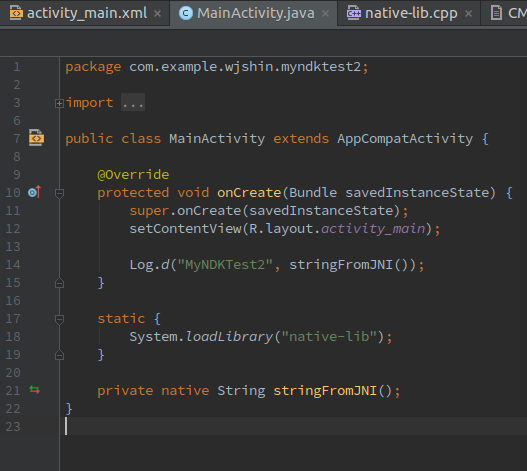 activity_main.xml × MainActivity.java × native-lib.cpp × CM
1 package com.example.wjshin.myndktest2;
2
3 import ...
6
7 public class MainActivity extends AppCompatActivity {
8
9 @Override
10 protected void onCreate(Bundle savedInstanceState) {
11 super.onCreate(savedInstanceState);
12 setContentView(R.layout.activity_main);
13
14 Log.d("MyNDKTest2", stringFromJNI());
15 }
16
17 static {
18 System.loadLibrary("native-lib");
19 }
20
21 private native String stringFromJNI();
22 }
23